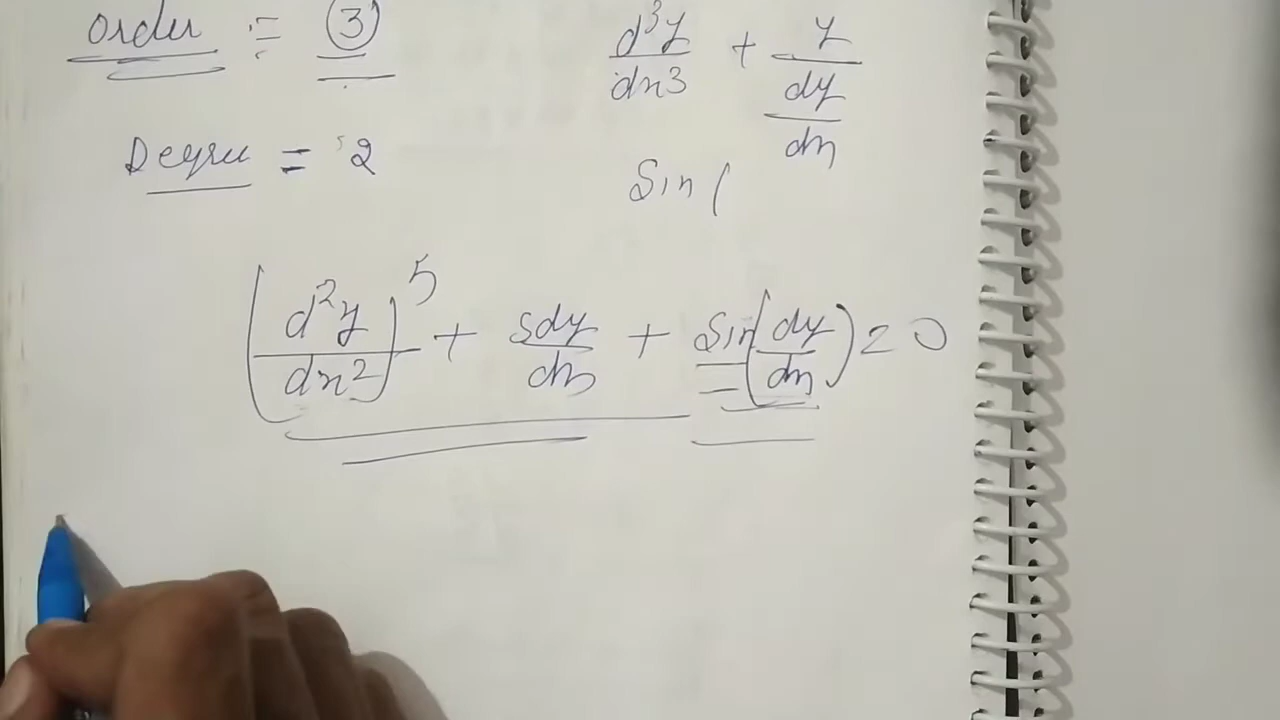 order := 3
d³y/dx³ + y/(dy/dx)
Degree = 2
Sin (
(d²y/dx²)⁵ + 5dy/dx + Sin(dy/dx) = 0